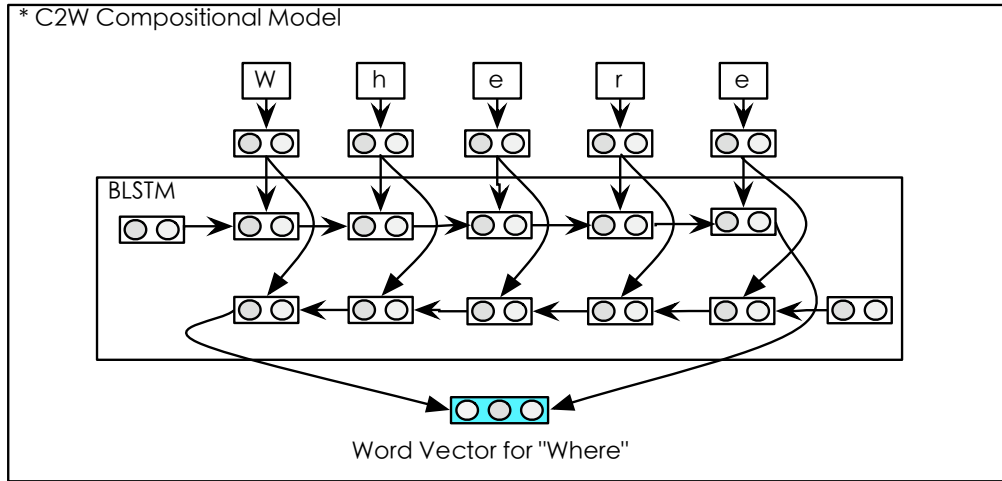 * C2W Compositional Model
W h e r e
BLSTM
Word Vector for "Where"